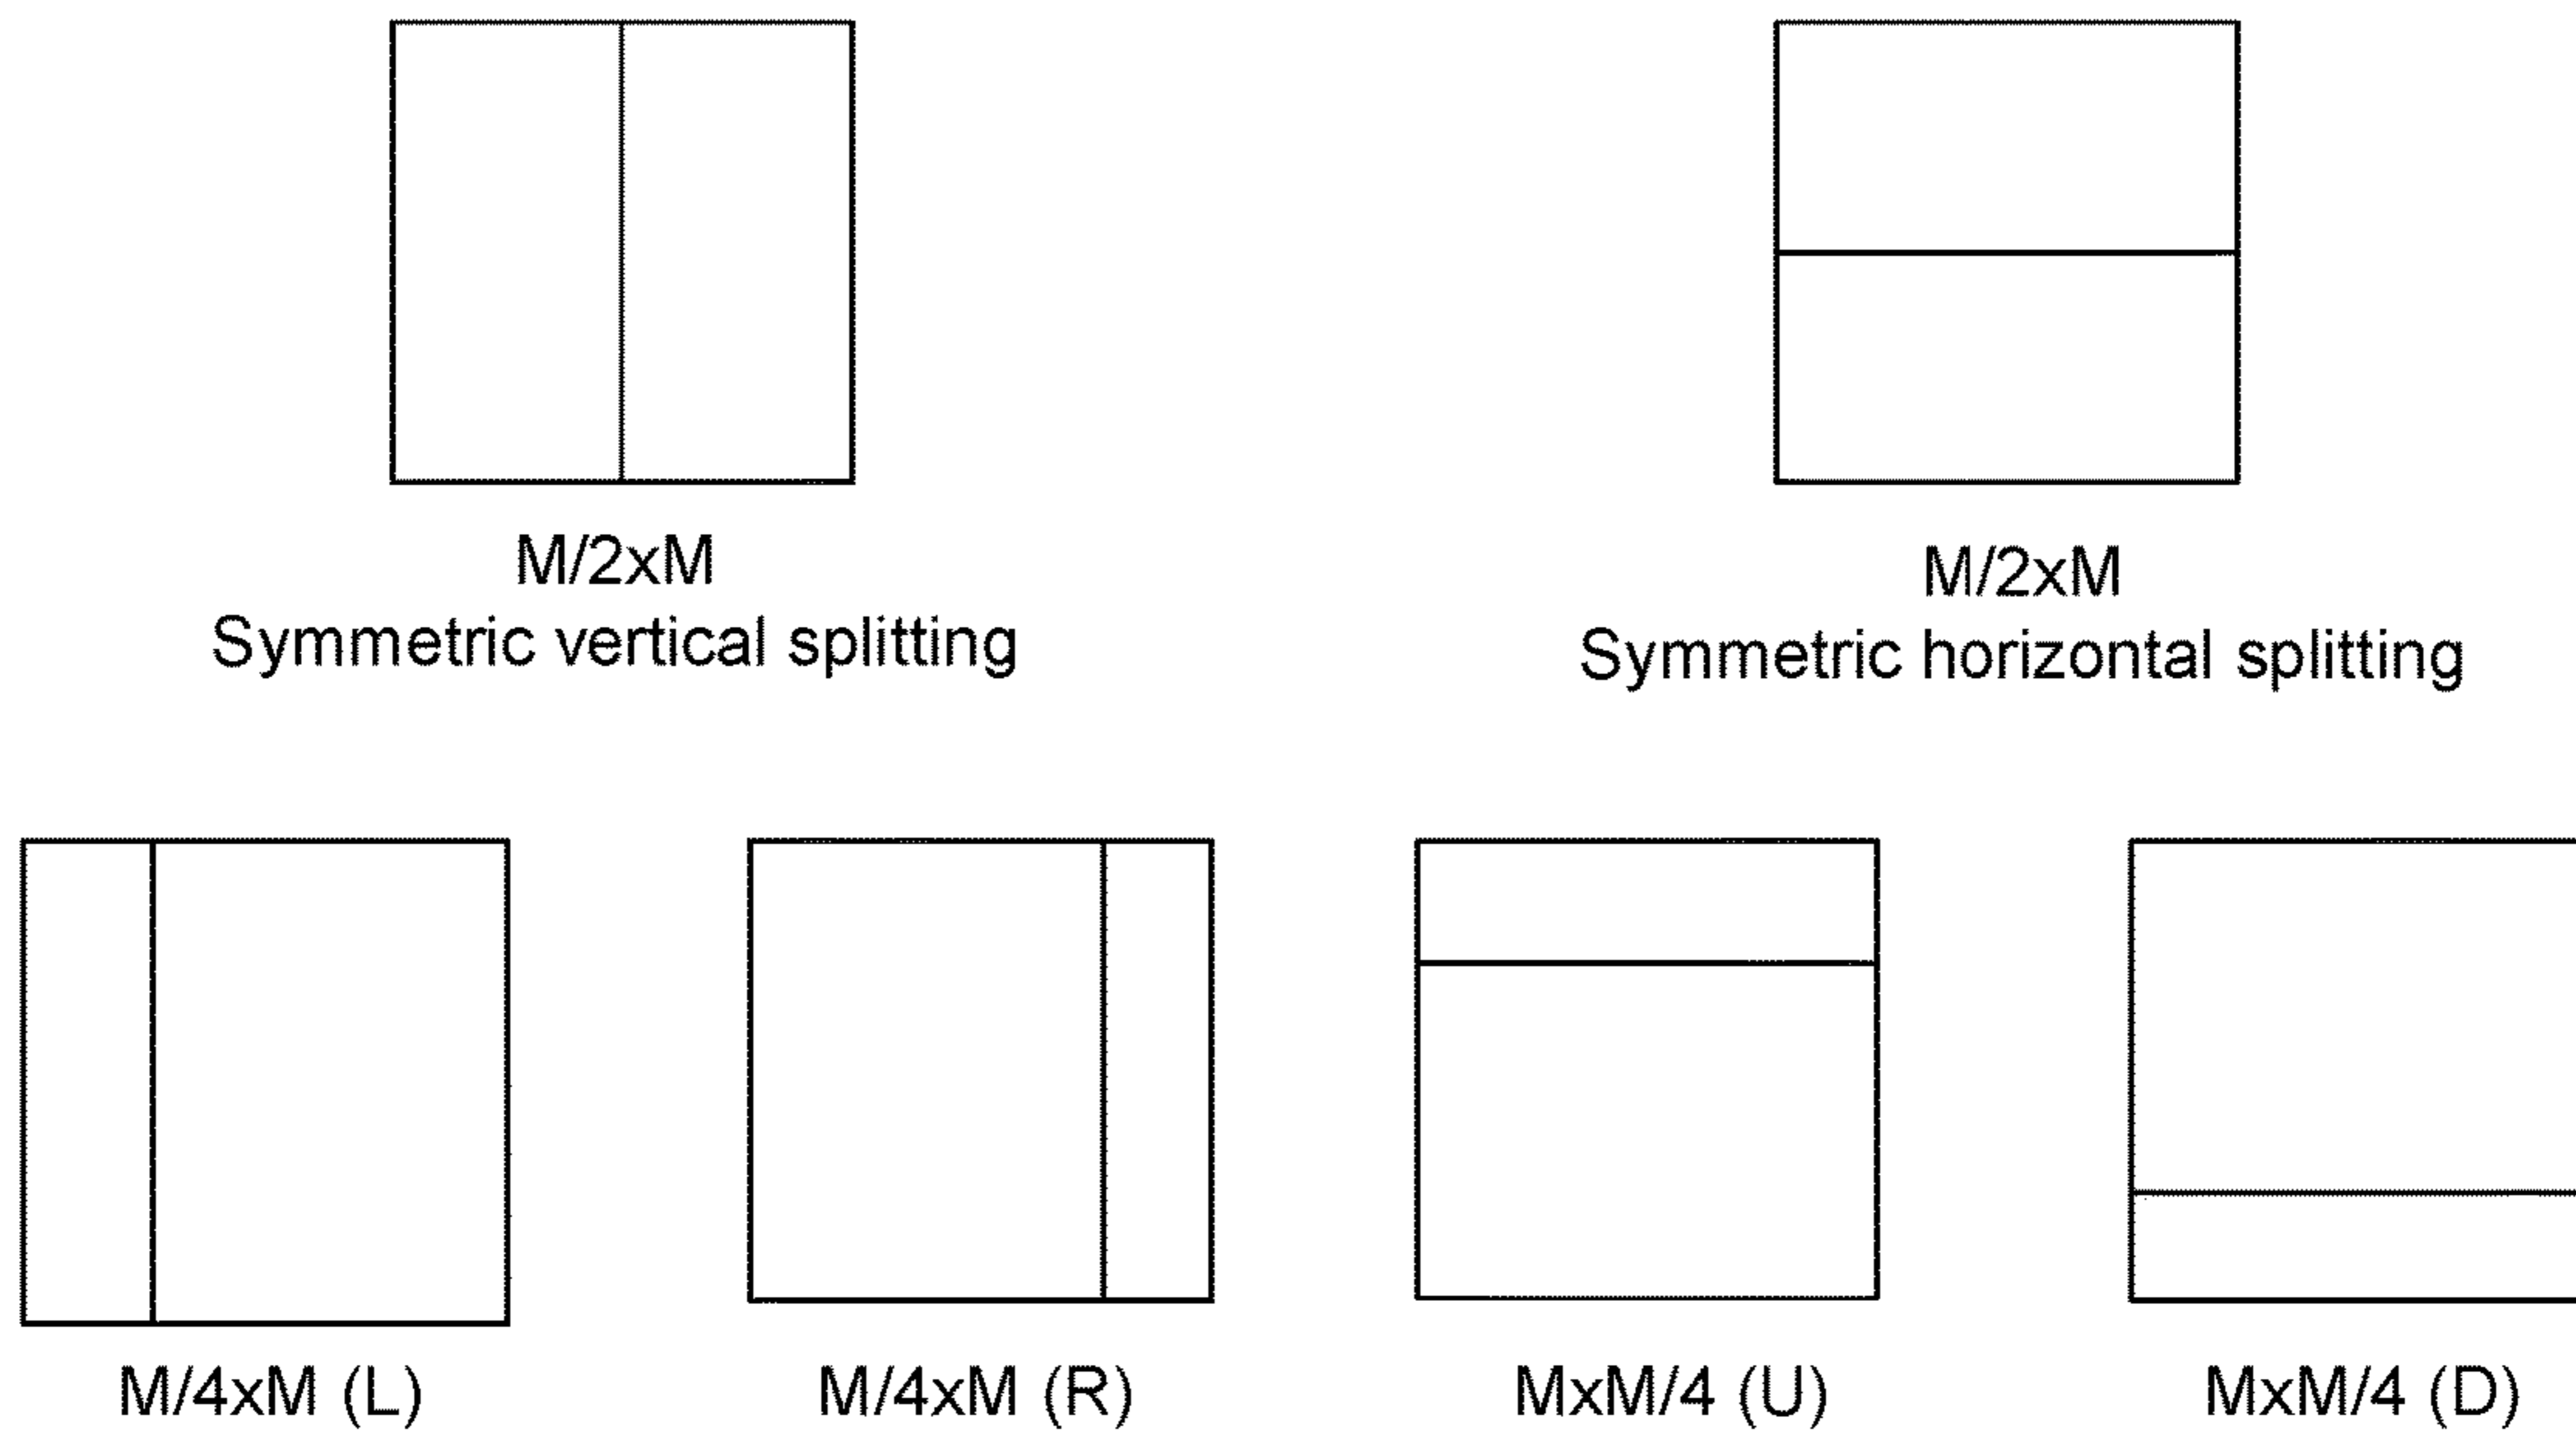 M/2xM
Symmetric vertical splitting
M/2xM
Symmetric horizontal splitting
M/4xM (L)
M/4xM (R)
MxM/4 (U)
MxM/4 (D)